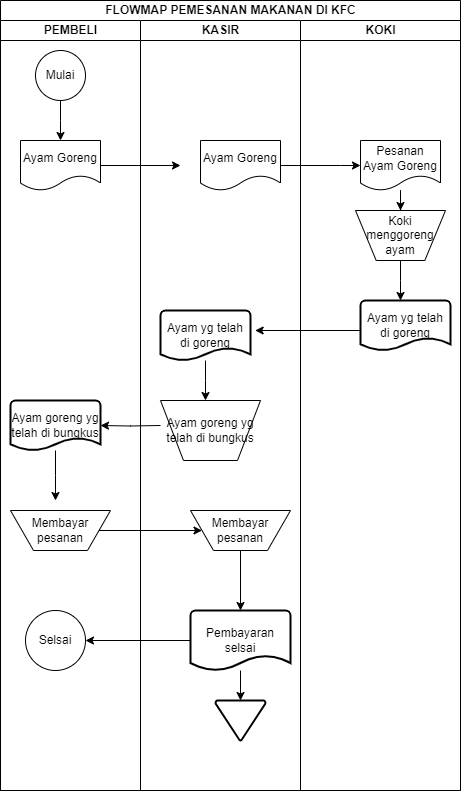 FLOWMAP PEMESANAN MAKANAN DI KFC
PEMBELI
KASIR
KOKI
Mulai
Ayam Goreng
Ayam Goreng
Pesanan
Ayam Goreng
Koki
menggoreng
ayam
Ayam yg telah
di goreng
Ayam yg telah
di goreng
Ayam goreng yg
telah di bungkus
Ayam goreng yg
telah di bungkus
Membayar
pesanan
Membayar
pesanan
Pembayaran
selsai
Selsai